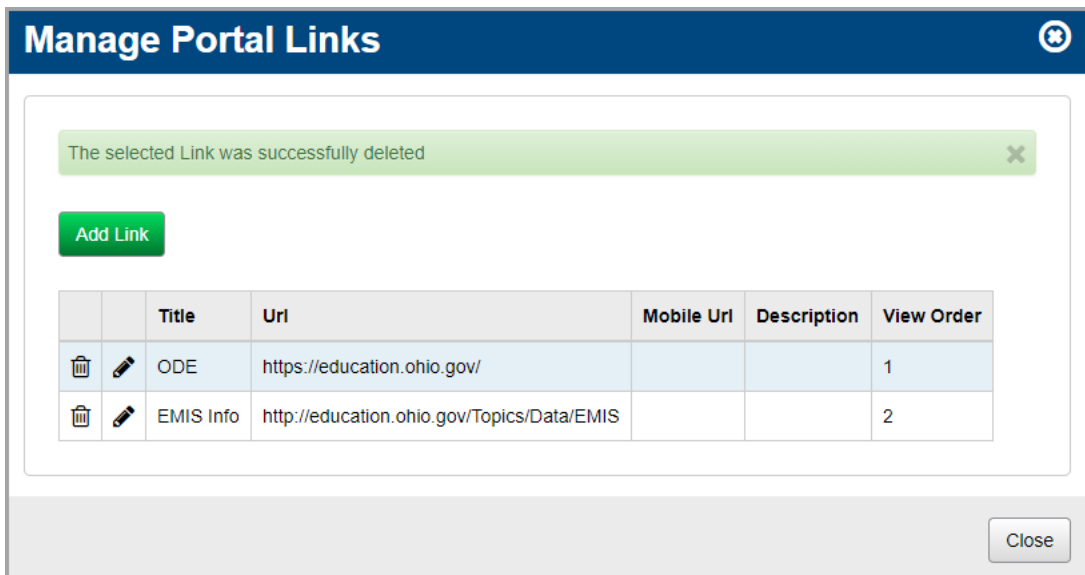 Manage Portal Links
The selected Link was successfully deleted
Add Link
Title Url Mobile Url Description View Order
ODE https://education.ohio.gov/ 1
EMIS Info http://education.ohio.gov/Topics/Data/EMIS 2
Close